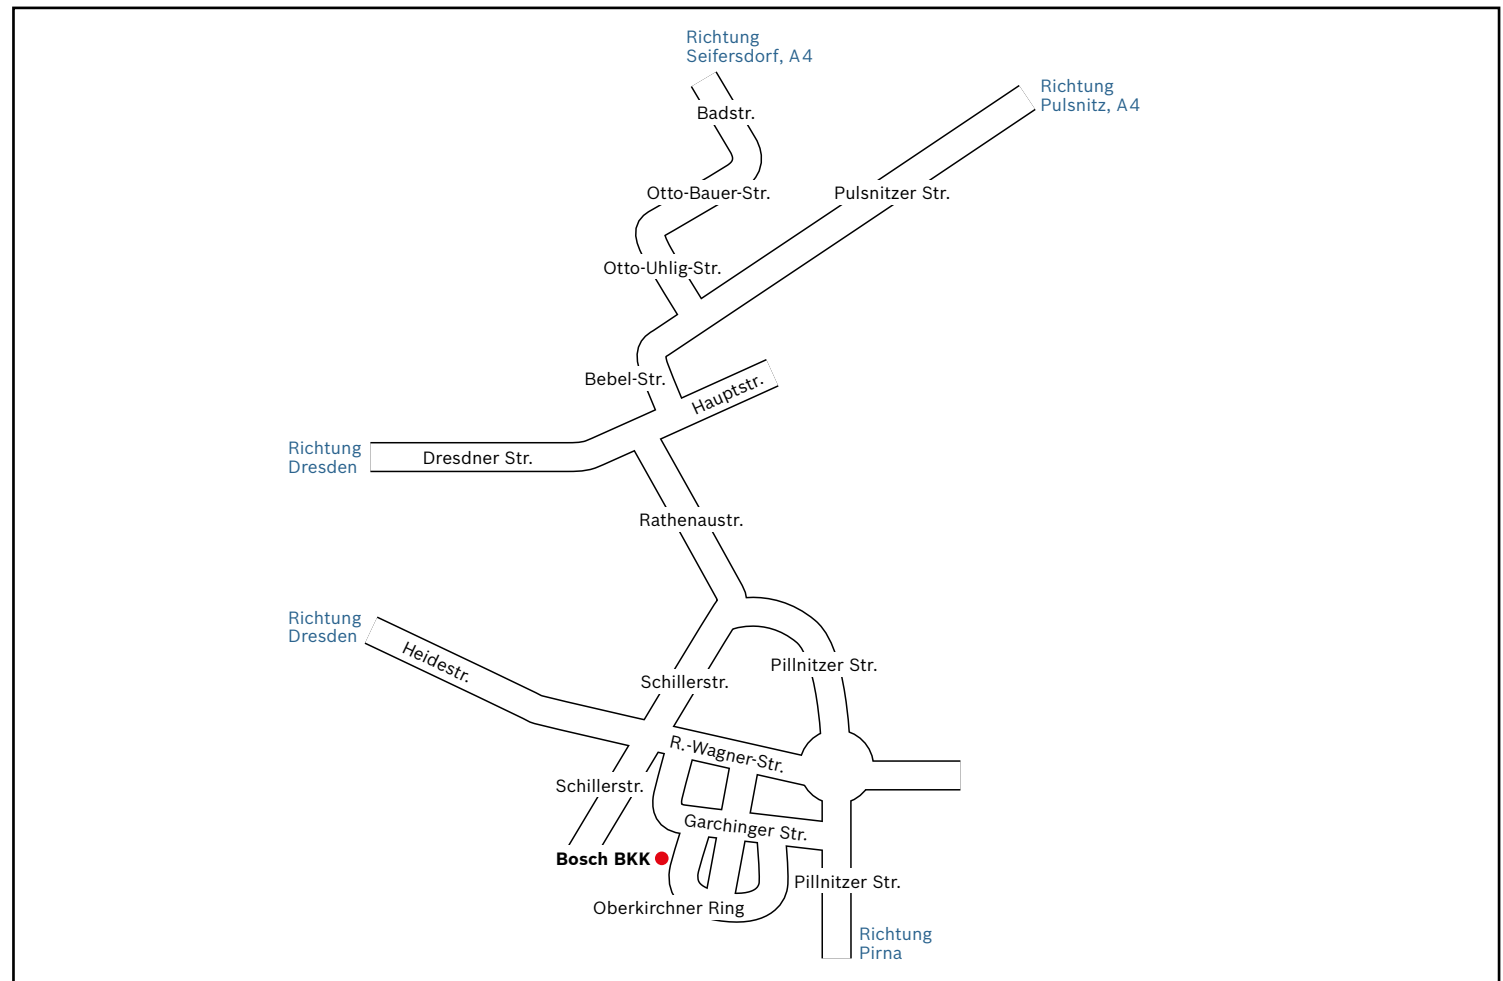 Richtung
Seifersdorf, A4
Richtung
Pulsnitz, A4
Badstr.
Otto-Bauer-Str.
Pulsnitzer Str.
Otto-Uhlig-Str.
Bebel-Str.
Hauptstr.
Richtung
Dresden
Dresdner Str.
Rathenaustr.
Richtung
Dresden
Heidestr.
Pillnitzer Str.
Schillerstr.
R.-Wagner-Str.
Schillerstr.
Garchinger Str.
Bosch BKK
Pillnitzer Str.
Oberkirchner Ring
Richtung
Pirna